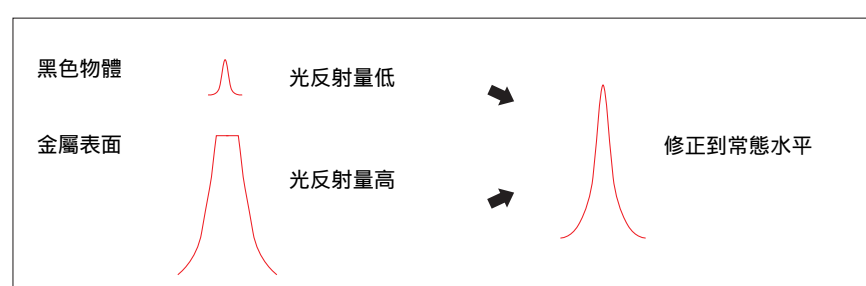 黑色物體
光反射量低
金屬表面
修正到常態水平
光反射量高